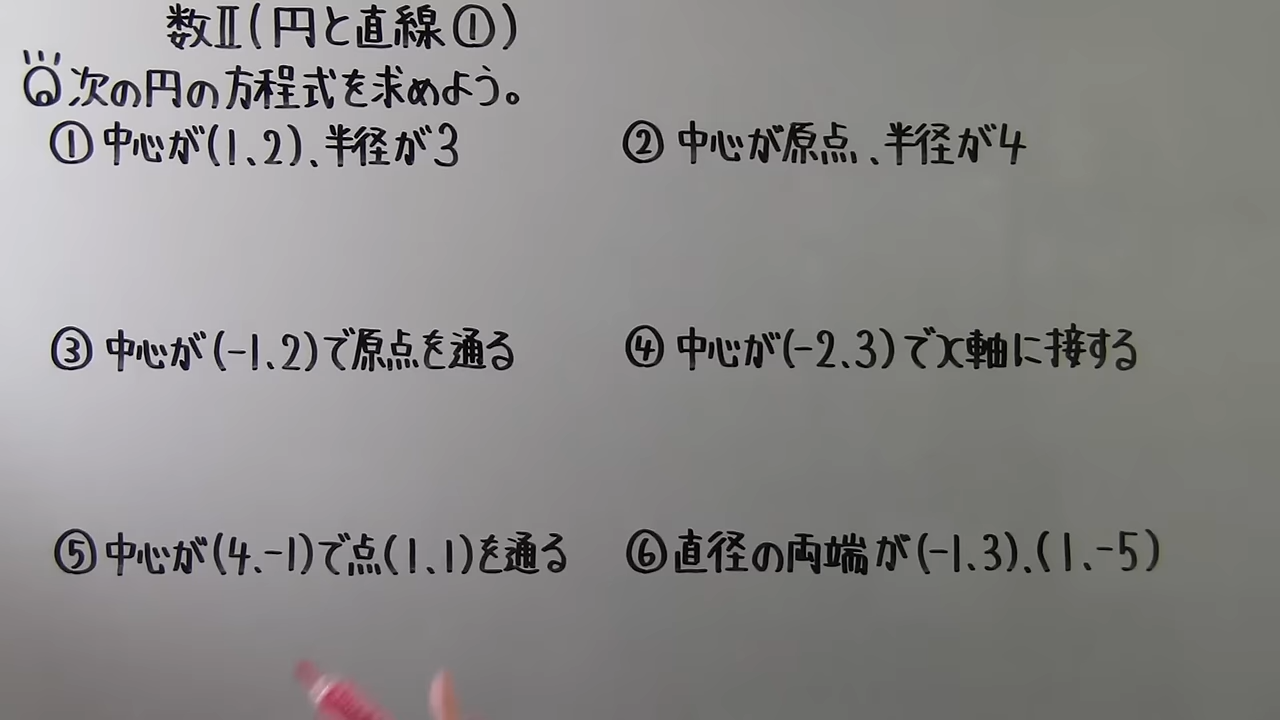 数Ⅱ(円と直線①)
Q次の円の方程式を求めよう。
①中心が(1、2)、半径が3
②中心が原点、半径が4
③中心が(-1、2)で原点を通る
④中心が(-2、3)でx軸に接する
⑤中心が(4、-1)で点(1、1)を通る
⑥直径の両端が(-1、3)、(1、-5)